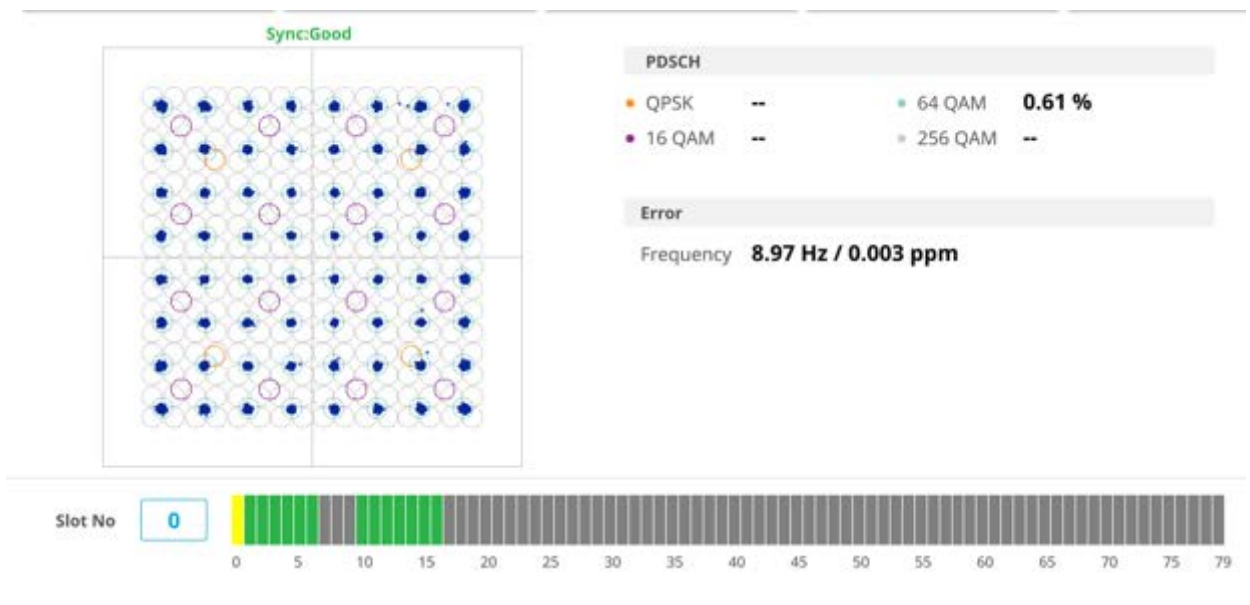 Sync:Good
PDSCH
QPSK -- 64 QAM 0.61 %
16 QAM -- 256 QAM --
Error
Frequency 8.97 Hz / 0.003 ppm
Slot No 0
0 5 10 15 20 25 30 35 40 45 50 55 60 65 70 75 79